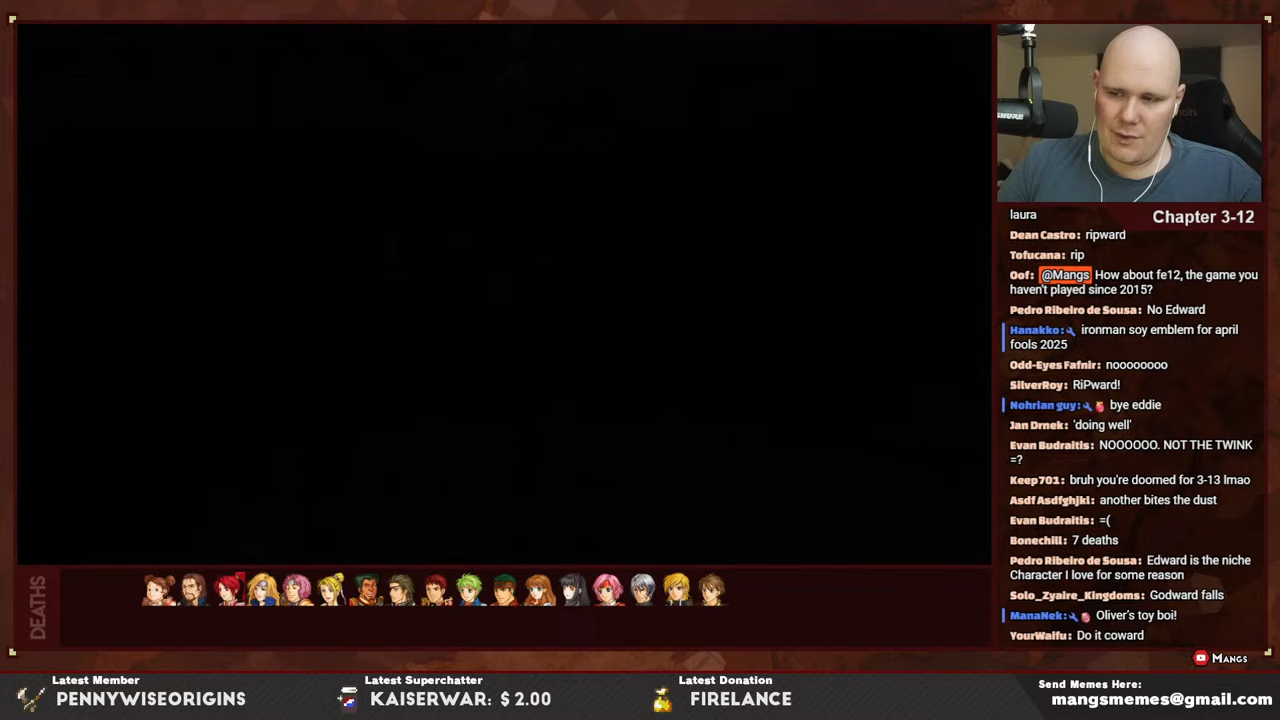 laura
Chapter 3-12
Dean Castro: ripward
Tofucana: rip
Oof: @Mangs How about fe12, the game you
haven't played since 2015?
Pedro Ribeiro de Sousa: No Edward
Hanakko: ironman soy emblem for april
fools 2025
Odd-Eyes Fafnir: noooooooo
SilverRoy: RiPward!
Nohrian guy: bye eddie
Jan Drnek: 'doing well'
Evan Budraitis: NOOOOOO. NOT THE TWINK
=?
Keep701: bruh you're doomed for 3-13 lmao
Asdf Asdfghjkl: another bites the dust
Evan Budraitis: =(
Bonechill: 7 deaths
Pedro Ribeiro de Sousa: Edward is the niche
Character I love for some reason
Solo_Zyaire_Kingdoms: Godward falls
ManaNek: Oliver's toy boi!
YourWaifu: Do it coward
SHURE
DEATHS
MANGS
Latest Member
PENNYWISEORIGINS
Latest Superchatter
KAISERWAR: $ 2.00
Latest Donation
FIRELANCE
Send Memes Here:
mangsmemes@gmail.com